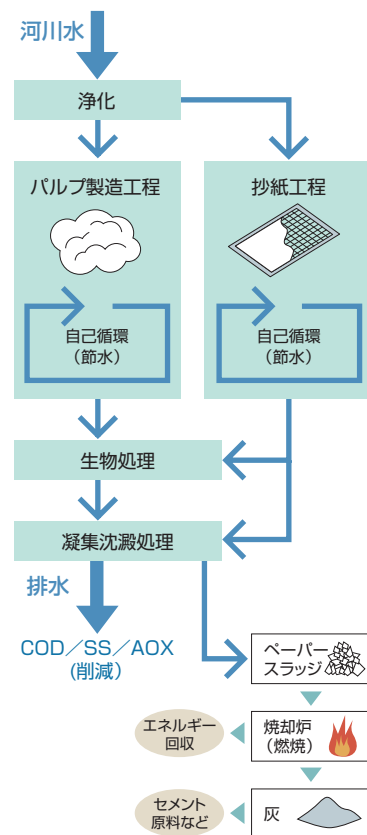 河川水
浄化
パルプ製造工程
抄紙工程
自己循環
（節水）
自己循環
（節水）
生物処理
凝集沈澱処理
排水
COD／SS／AOX
(削減)
ペーパー
スラッジ
エネルギー
回収
焼却炉
（燃焼）
セメント
原料など
灰